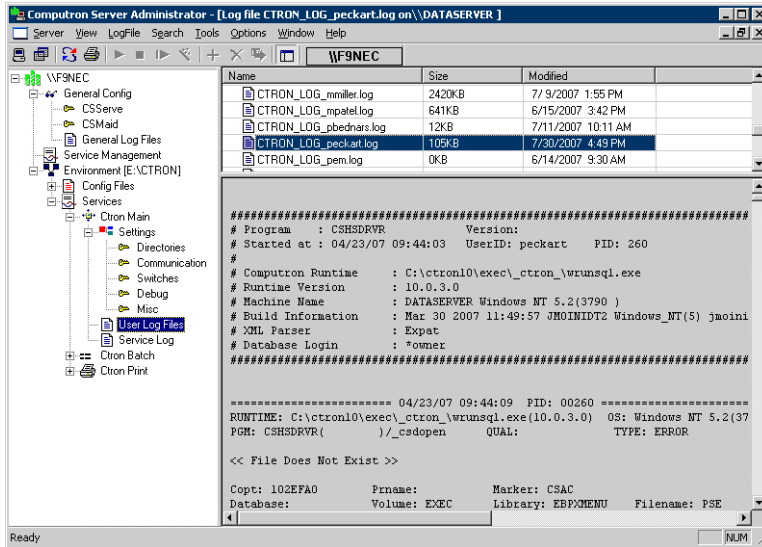 Computron Server Administrator - [Log file CTRON_LOG_peckart.log on\\DATASERVER ]
Server View LogFile Search Tools Options Window Help
\\F9NEC
\\F9NEC
General Config
CSServe
CSMaid
General Log Files
Service Management
Environment [E:\CTRON]
Config Files
Services
Ctron Main
Settings
Directories
Communication
Switches
Debug
Misc
User Log Files
Service Log
Ctron Batch
Ctron Print
Name Size Modified
CTRON_LOG_mmiller.log 2420KB 7/ 9/2007 1:55 PM
CTRON_LOG_mpatel.log 641KB 6/15/2007 3:42 PM
CTRON_LOG_pbednars.log 12KB 7/11/2007 10:11 AM
CTRON_LOG_peckart.log 105KB 7/30/2007 4:49 PM
CTRON_LOG_pem.log 0KB 6/14/2007 9:30 AM
##############################################################################
# Program : CSHSDRVR Version:
# Started at : 04/23/07 09:44:03 UserID: peckart PID: 260
#
# Computron Runtime : C:\ctron10\exec\_ctron_\wrunsql.exe
# Runtime Version : 10.0.3.0
# Machine Name : DATASERVER Windows NT 5.2(3790 )
# Build Information : Mar 30 2007 11:49:57 JMOINIDT2 Windows_NT(5) jmoini
# XML Parser : Expat
# Database Login : *owner
##############################################################################
======================== 04/23/07 09:44:09 PID: 00260 ======================
RUNTIME: C:\ctron10\exec\_ctron_\wrunsql.exe(10.0.3.0) OS: Windows NT 5.2(37
PGM: CSHSDRVR( )/_csdopen QUAL: TYPE: ERROR
<< File Does Not Exist >>
Copt: 102EFA0 Prname: Marker: CSAC
Database: Volume: EXEC Library: EBPXMENU Filename: PSE
Ready NUM